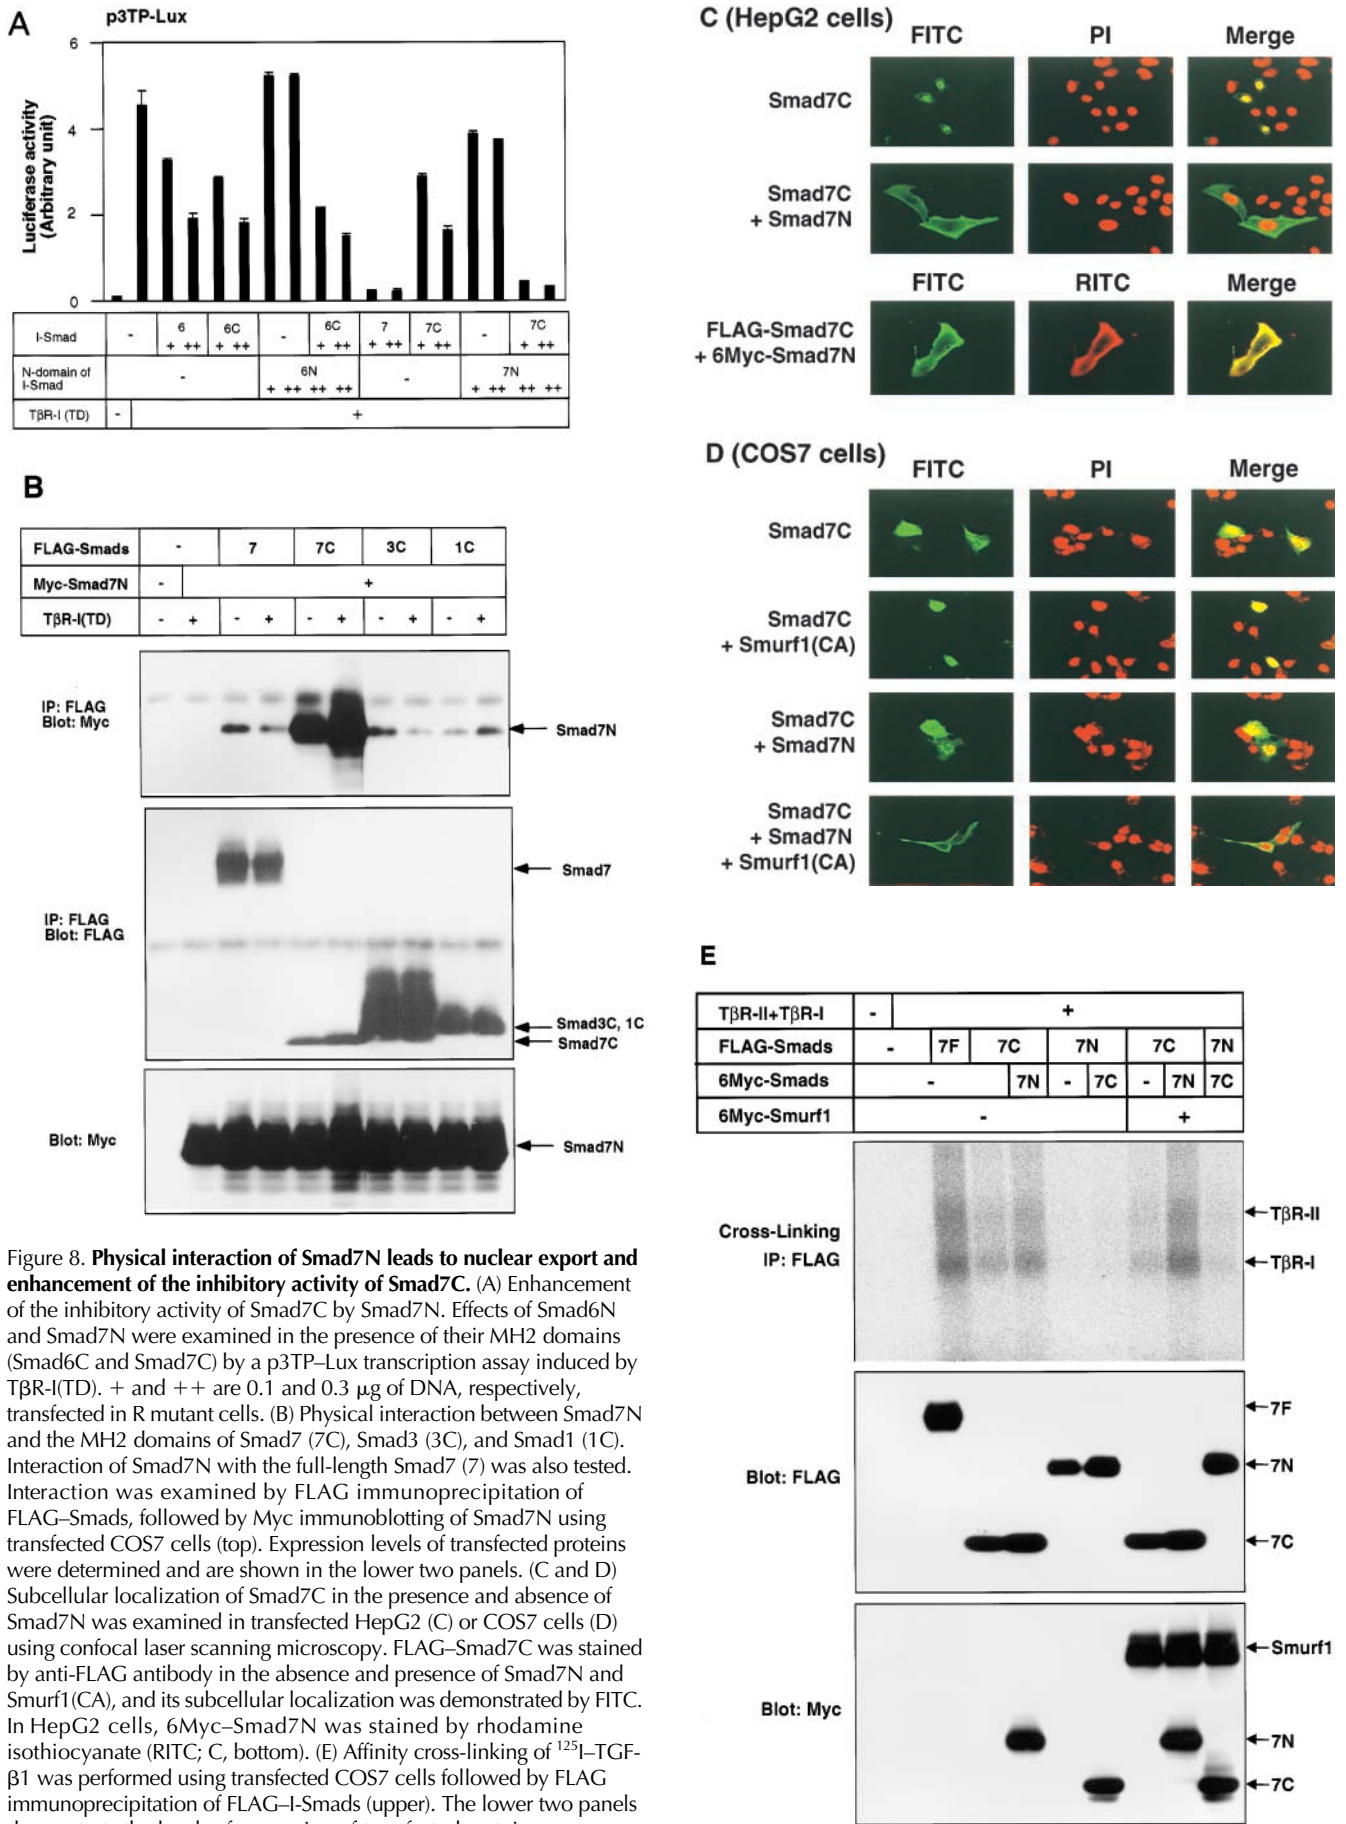 A
p3TP-Lux
Luciferase activity
(Arbitrary unit)
6
4
2
0
I-Smad - 6 6C - 6C 7 7C - 7C
+ ++ + ++ + ++ + ++ + ++ + ++
N-domain of
I-Smad
- 6N - 7N
+ ++ ++ ++ + ++ ++ ++
TβR-I (TD) - +
B
FLAG-Smads - 7 7C 3C 1C
Myc-Smad7N - +
TβR-I(TD) - + - + - + - + - +
IP: FLAG
Blot: Myc
Smad7N
Smad7
IP: FLAG
Blot: FLAG
Smad3C, 1C
Smad7C
Blot: Myc
Smad7N
Figure 8. Physical interaction of Smad7N leads to nuclear export and
enhancement of the inhibitory activity of Smad7C. (A) Enhancement
of the inhibitory activity of Smad7C by Smad7N. Effects of Smad6N
and Smad7N were examined in the presence of their MH2 domains
(Smad6C and Smad7C) by a p3TP–Lux transcription assay induced by
TβR-I(TD). + and ++ are 0.1 and 0.3 μg of DNA, respectively,
transfected in R mutant cells. (B) Physical interaction between Smad7N
and the MH2 domains of Smad7 (7C), Smad3 (3C), and Smad1 (1C).
Interaction of Smad7N with the full-length Smad7 (7) was also tested.
Interaction was examined by FLAG immunoprecipitation of
FLAG–Smads, followed by Myc immunoblotting of Smad7N using
transfected COS7 cells (top). Expression levels of transfected proteins
were determined and are shown in the lower two panels. (C and D)
Subcellular localization of Smad7C in the presence and absence of
Smad7N was examined in transfected HepG2 (C) or COS7 cells (D)
using confocal laser scanning microscopy. FLAG–Smad7C was stained
by anti-FLAG antibody in the absence and presence of Smad7N and
Smurf1(CA), and its subcellular localization was demonstrated by FITC.
In HepG2 cells, 6Myc–Smad7N was stained by rhodamine
isothiocyanate (RITC; C, bottom). (E) Affinity cross-linking of ¹²⁵I–TGF-
β1 was performed using transfected COS7 cells followed by FLAG
immunoprecipitation of FLAG–I-Smads (upper). The lower two panels
C (HepG2 cells)
FITC PI Merge
Smad7C
Smad7C
+ Smad7N
FITC RITC Merge
FLAG-Smad7C
+ 6Myc-Smad7N
D (COS7 cells)
FITC PI Merge
Smad7C
Smad7C
+ Smurf1(CA)
Smad7C
+ Smad7N
Smad7C
+ Smad7N
+ Smurf1(CA)
E
TβR-II+TβR-I - +
FLAG-Smads - 7F 7C 7N 7C 7N
6Myc-Smads - 7N - 7C - 7N 7C
6Myc-Smurf1 - +
Cross-Linking
IP: FLAG
TβR-II
TβR-I
Blot: FLAG
7F
7N
7C
Blot: Myc
Smurf1
7N
7C